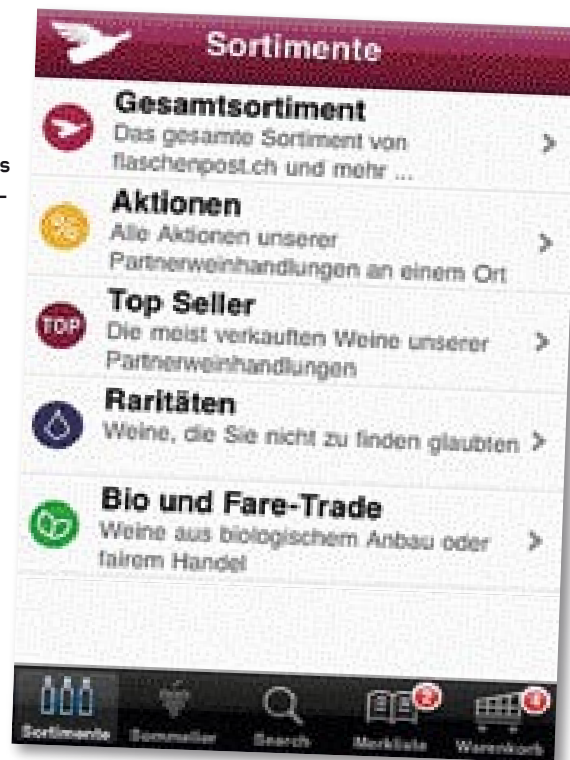 s
–
Sortimente
Gesamtsortiment
Das gesamte Sortiment von
flaschenpost.ch und mehr ...
%
Aktionen
Alle Aktionen unserer
Partnerweinhandlungen an einem Ort
TOP
Top Seller
Die meist verkauften Weine unserer
Partnerweinhandlungen
Raritäten
Weine, die Sie nicht zu finden glaubten
Bio und Fare-Trade
Weine aus biologischem Anbau oder
fairem Handel
2
4
Sortimente Sommelier Search Merkliste Warenkorb